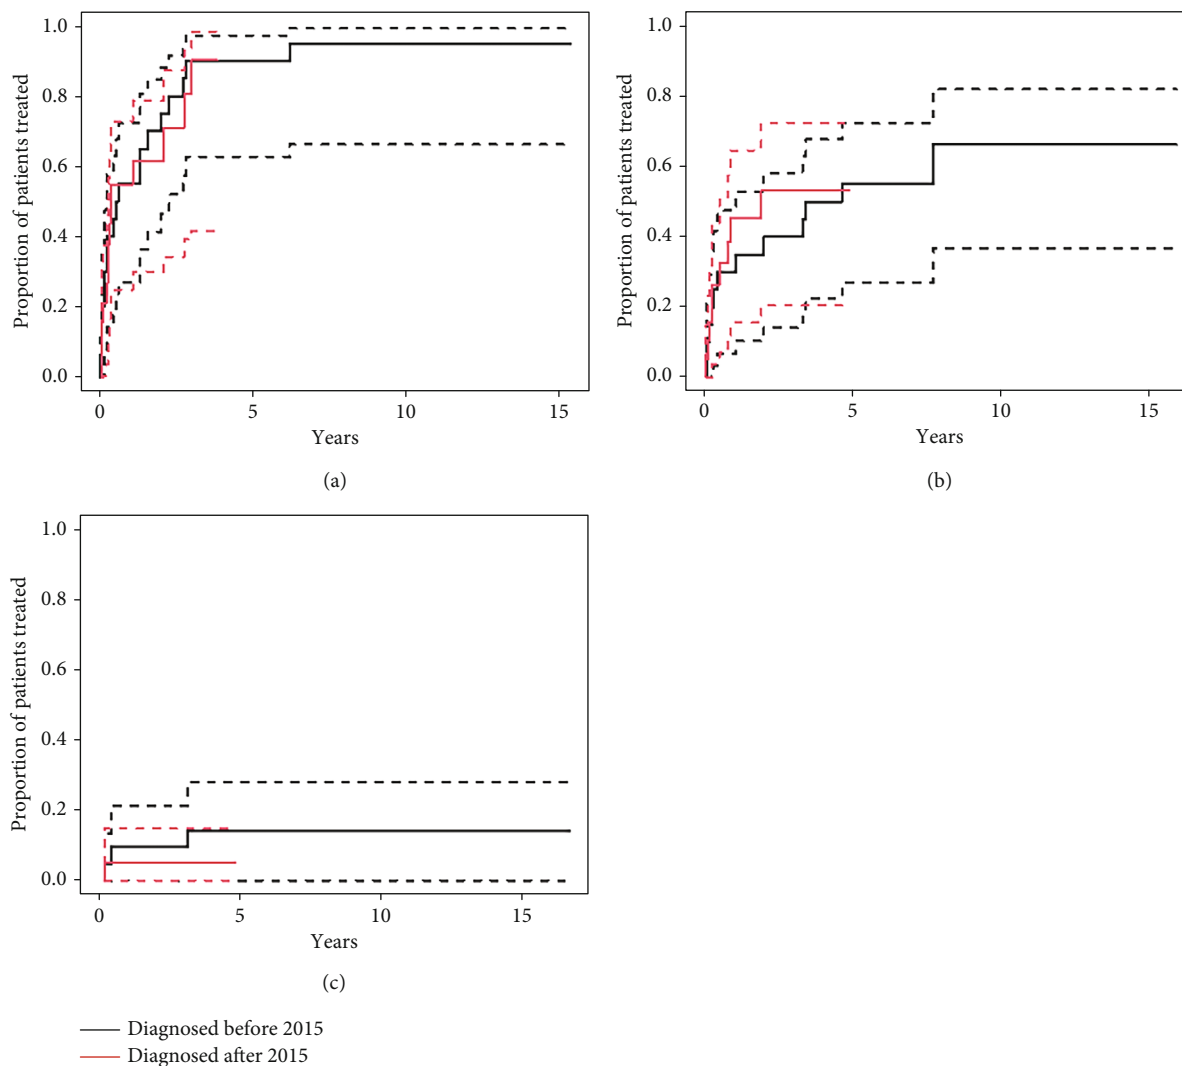 1.0
0.8
0.6
0.4
0.2
0.0
Proportion of patients treated
0 5 10 15
Years
(a)
1.0
0.8
0.6
0.4
0.2
0.0
Proportion of patients treated
0 5 10 15
Years
(b)
1.0
0.8
0.6
0.4
0.2
0.0
Proportion of patients treated
0 5 10 15
Years
(c)
Diagnosed before 2015
Diagnosed after 2015